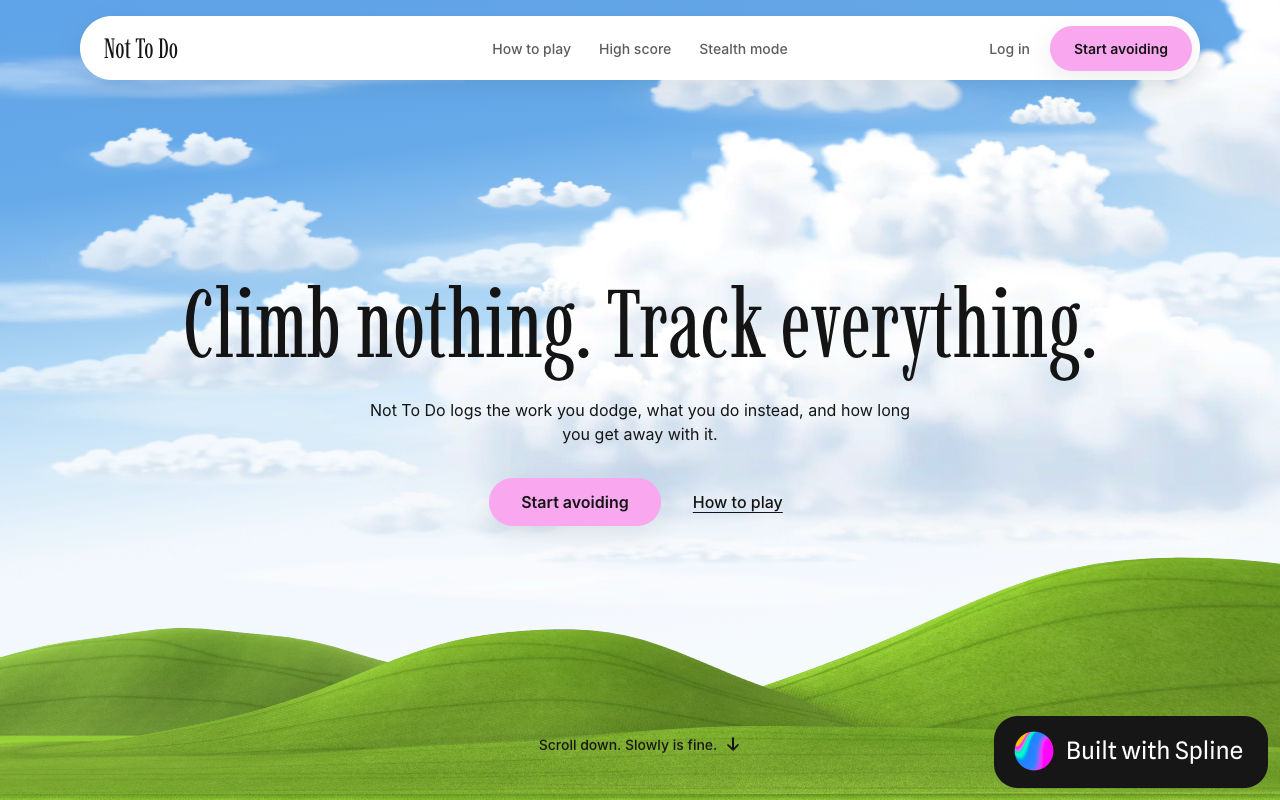 Not To Do
How to play
High score
Stealth mode
Log in
Start avoiding
Climb nothing. Track everything.
Not To Do logs the work you dodge, what you do instead, and how long
you get away with it.
Start avoiding
How to play
Scroll down. Slowly is fine.
Built with Spline